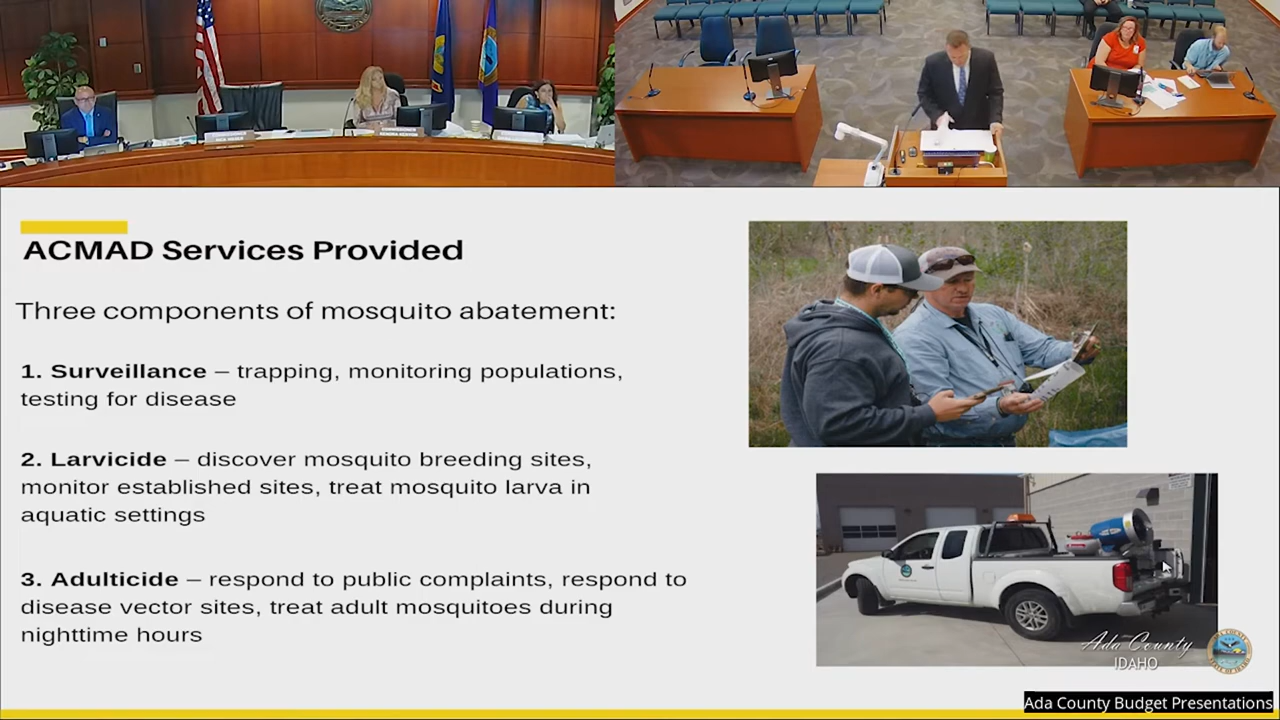 ACMAD Services Provided
Three components of mosquito abatement:
1. Surveillance – trapping, monitoring populations,
testing for disease
2. Larvicide – discover mosquito breeding sites,
monitor established sites, treat mosquito larva in
aquatic settings
3. Adulticide – respond to public complaints, respond to
disease vector sites, treat adult mosquitoes during
nighttime hours
Ada County
IDAHO
Ada County Budget Presentations